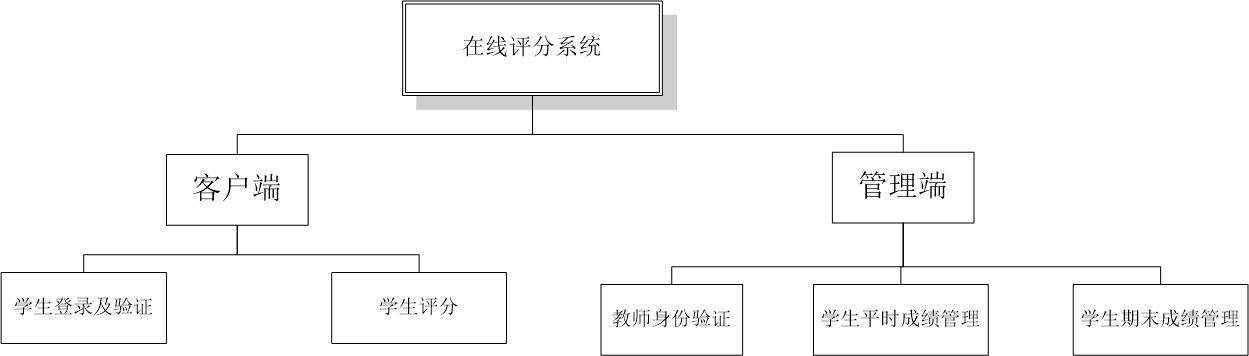 在线评分系统
客户端
管理端
学生登录及验证
学生评分
教师身份验证
学生平时成绩管理
学生期末成绩管理